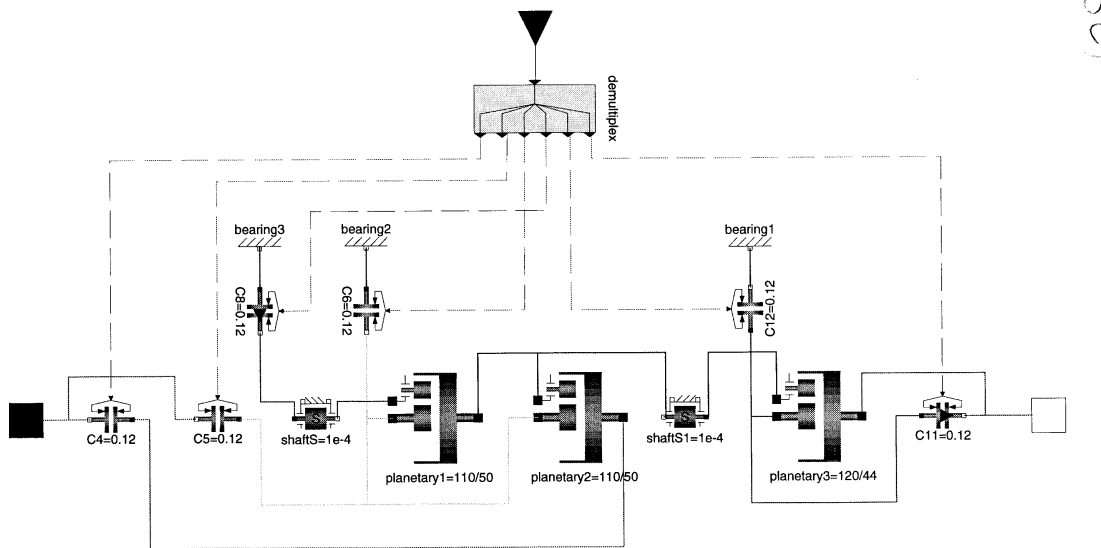 demultiplex
bearing3
bearing2
bearing1
C8=0.12
C6=0.12
C12=0.12
S
S
C4=0.12
C5=0.12
shaftS=1e-4
shaftS1=1e-4
C11=0.12
planetary1=110/50
planetary2=110/50
planetary3=120/44